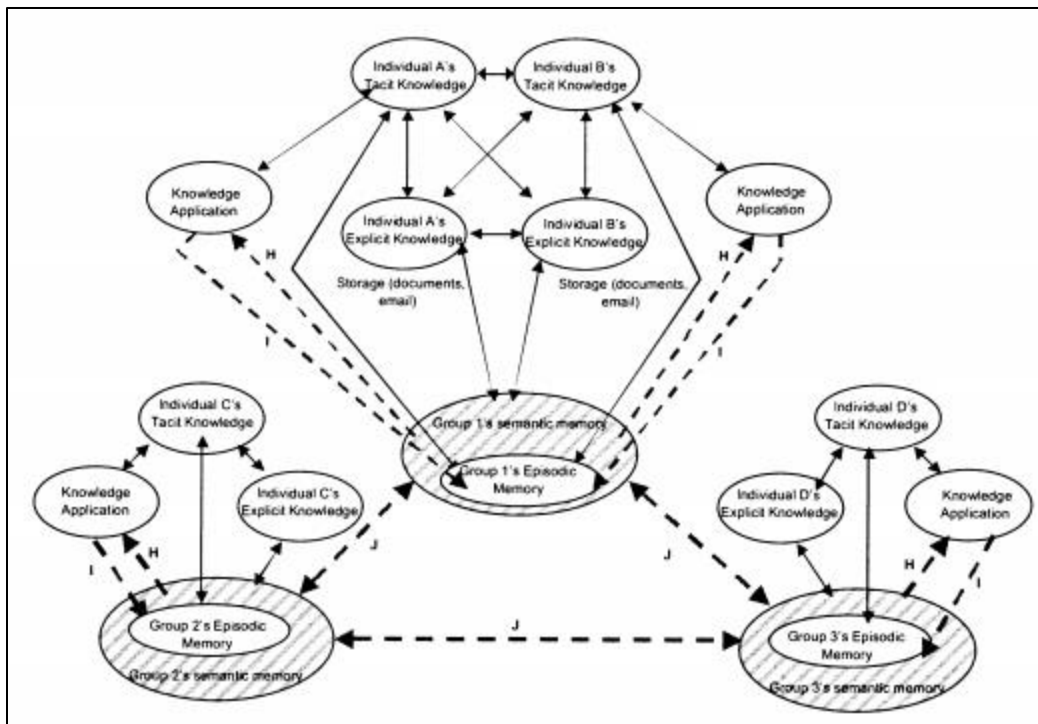 Individual A's
Tacit Knowledge
Individual B's
Tacit Knowledge
Knowledge
Application
Knowledge
Application
Individual A's
Explicit Knowledge
Individual B's
Explicit Knowledge
H
H
Storage (documents,
email)
Storage (documents,
email)
I
I
Individual C's
Tacit Knowledge
Individual D's
Tacit Knowledge
Group 1's semantic memory
Group 1's Episodic
Memory
Knowledge
Application
Individual C's
Explicit Knowledge
Individual D's
Explicit Knowledge
Knowledge
Application
J
J
I
H
H
I
Group 2's Episodic
Memory
J
Group 3's Episodic
Memory
Group 2's semantic memory
Group 3's semantic memory